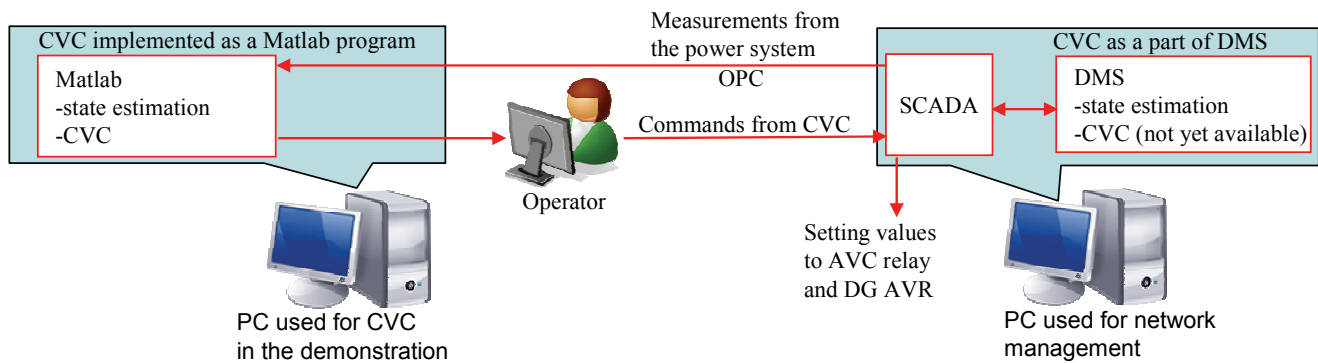 CVC implemented as a Matlab program
Matlab
-state estimation
-CVC
Measurements from
the power system
OPC
Operator
Commands from CVC
CVC as a part of DMS
SCADA
DMS
-state estimation
-CVC (not yet available)
Setting values
to AVC relay
and DG AVR
PC used for CVC
in the demonstration
PC used for network
management